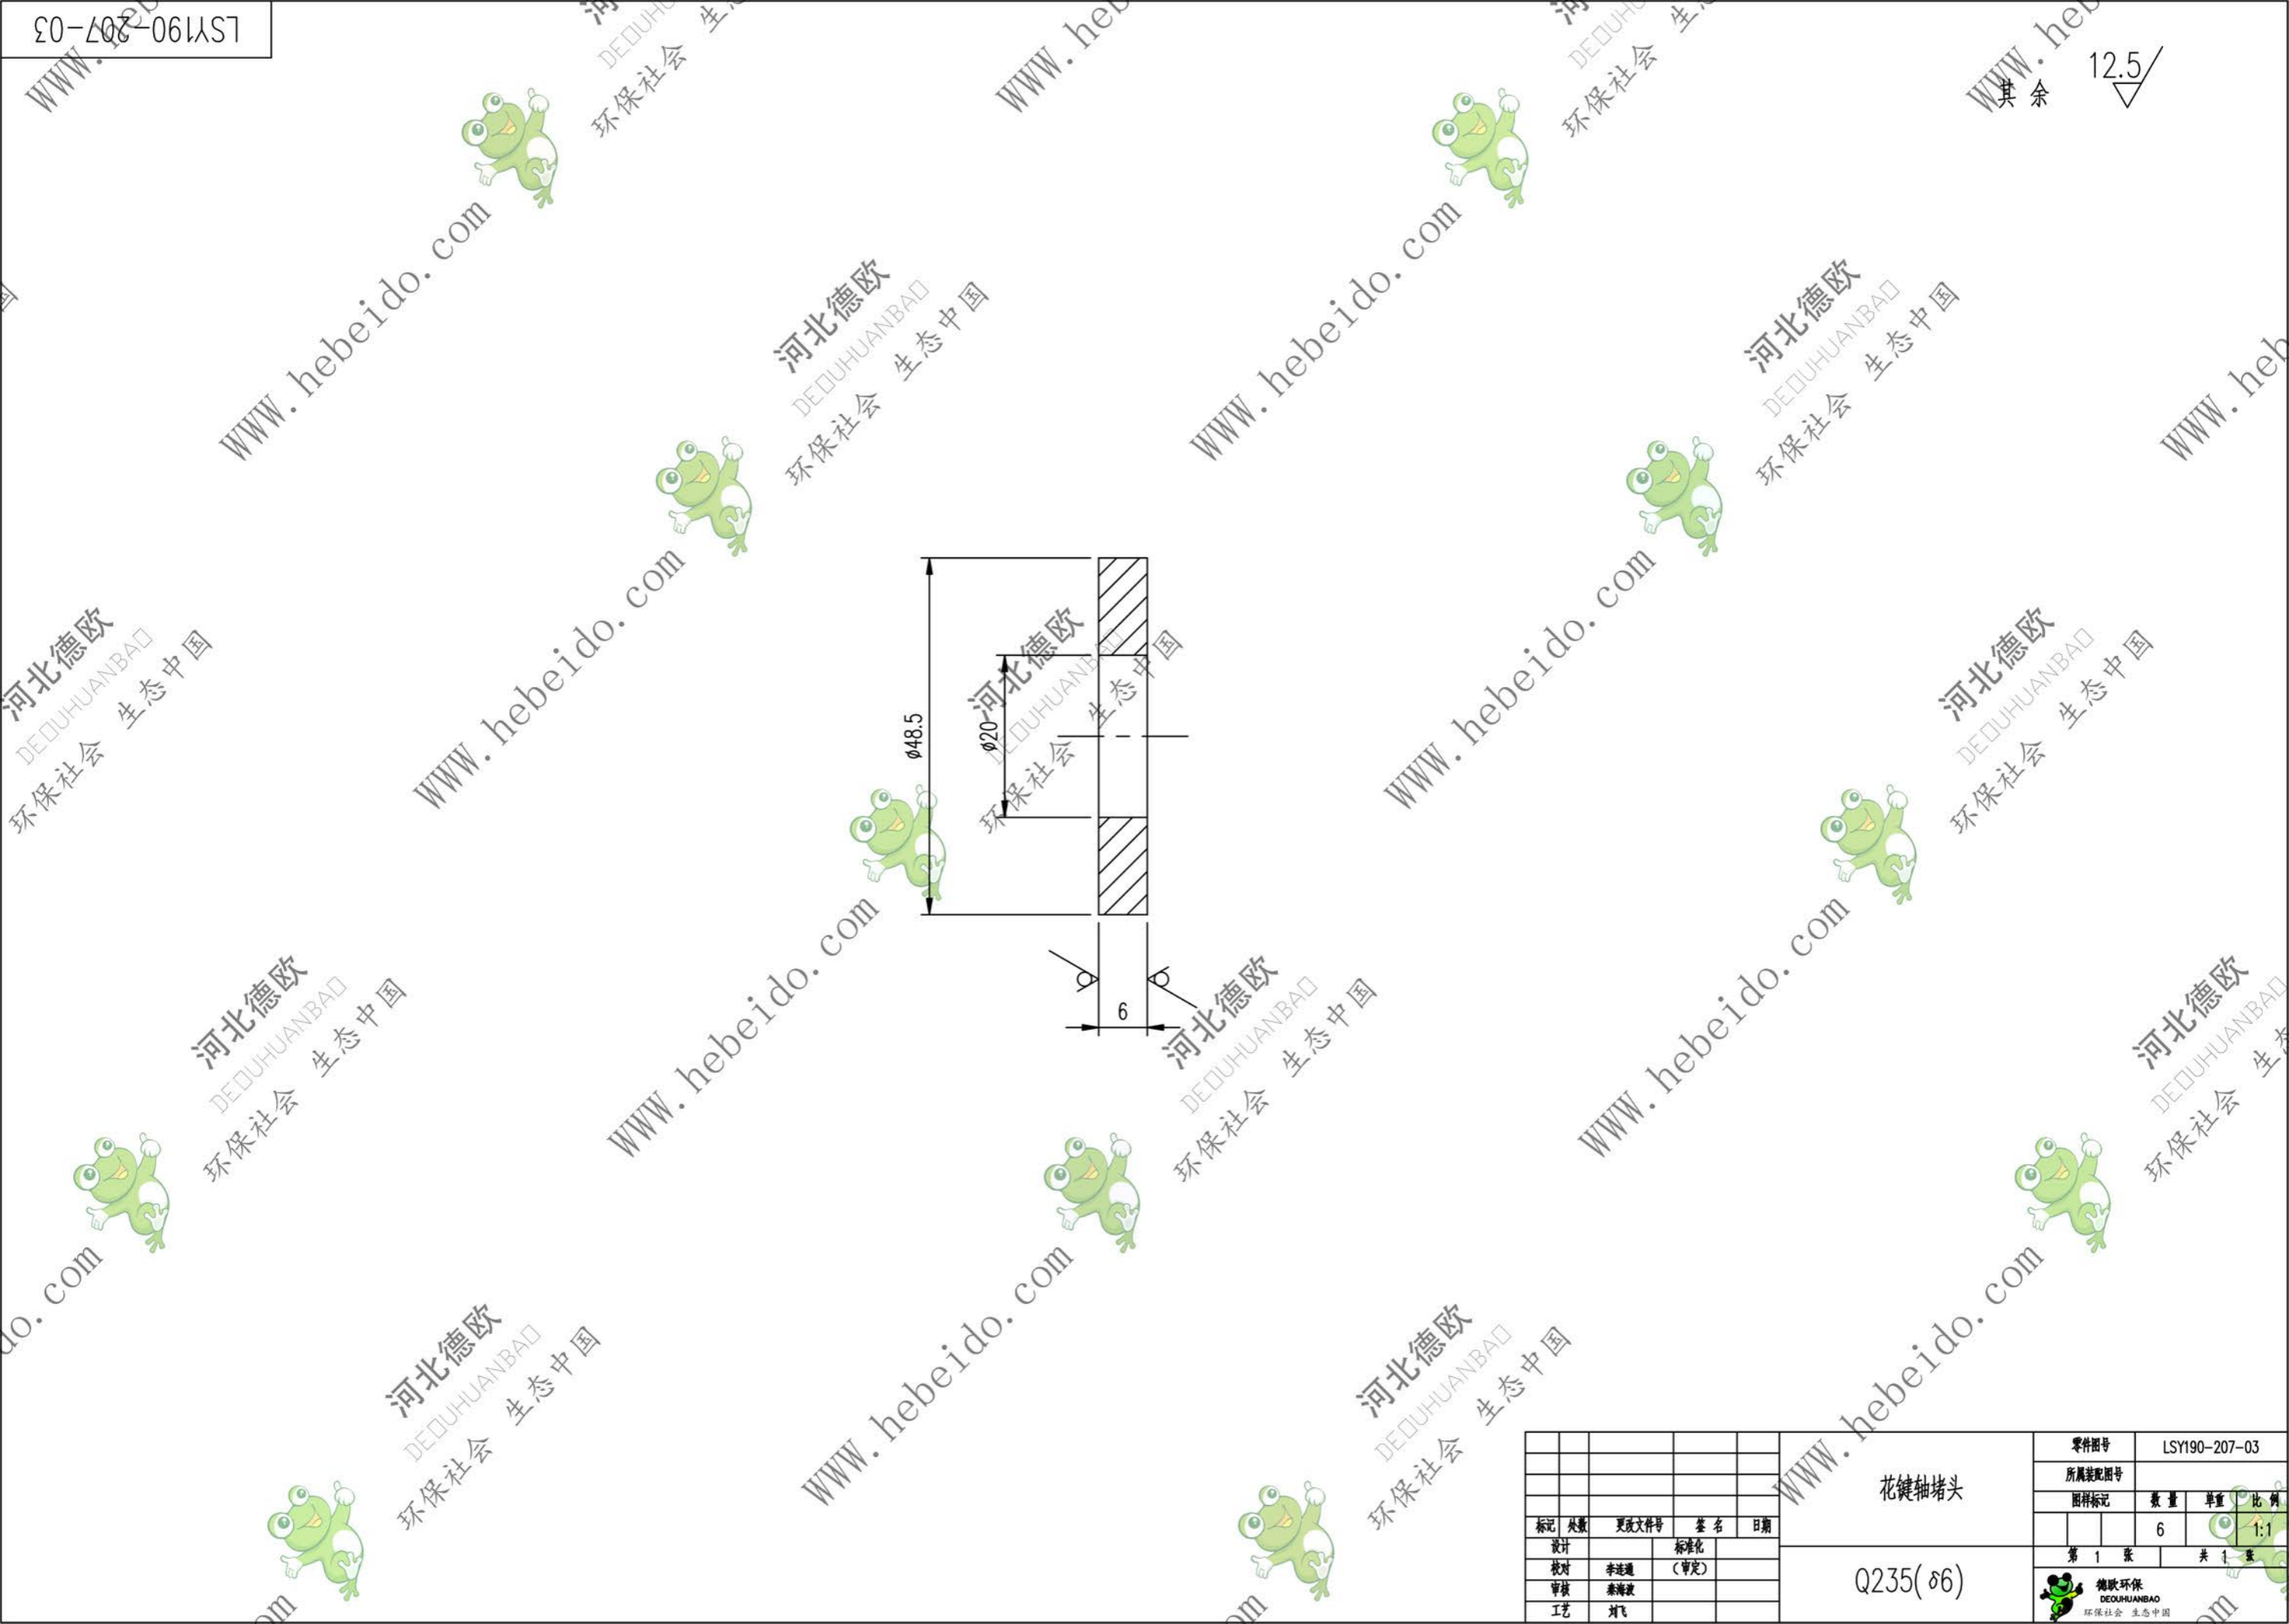 LSY190-207-03
其 余 12.5
ø48.5
ø20
6
标记 处数 更改文件号 签 名 日期
设计 标准化
校对 李连通 (审定)
审核 秦海波
工艺 刘飞
花键轴堵头
Q235(δ6)
零件图号 LSY190-207-03
所属装配图号
图样标记 数 量 单重 比 例
6 1:1
第 1 张 共 1 张
德欧环保
DEOUHUANBAO
环保社会 生态中国
WWW.hebeido.com
河北德欧
DEOUHUANBAO
环保社会 生态中国